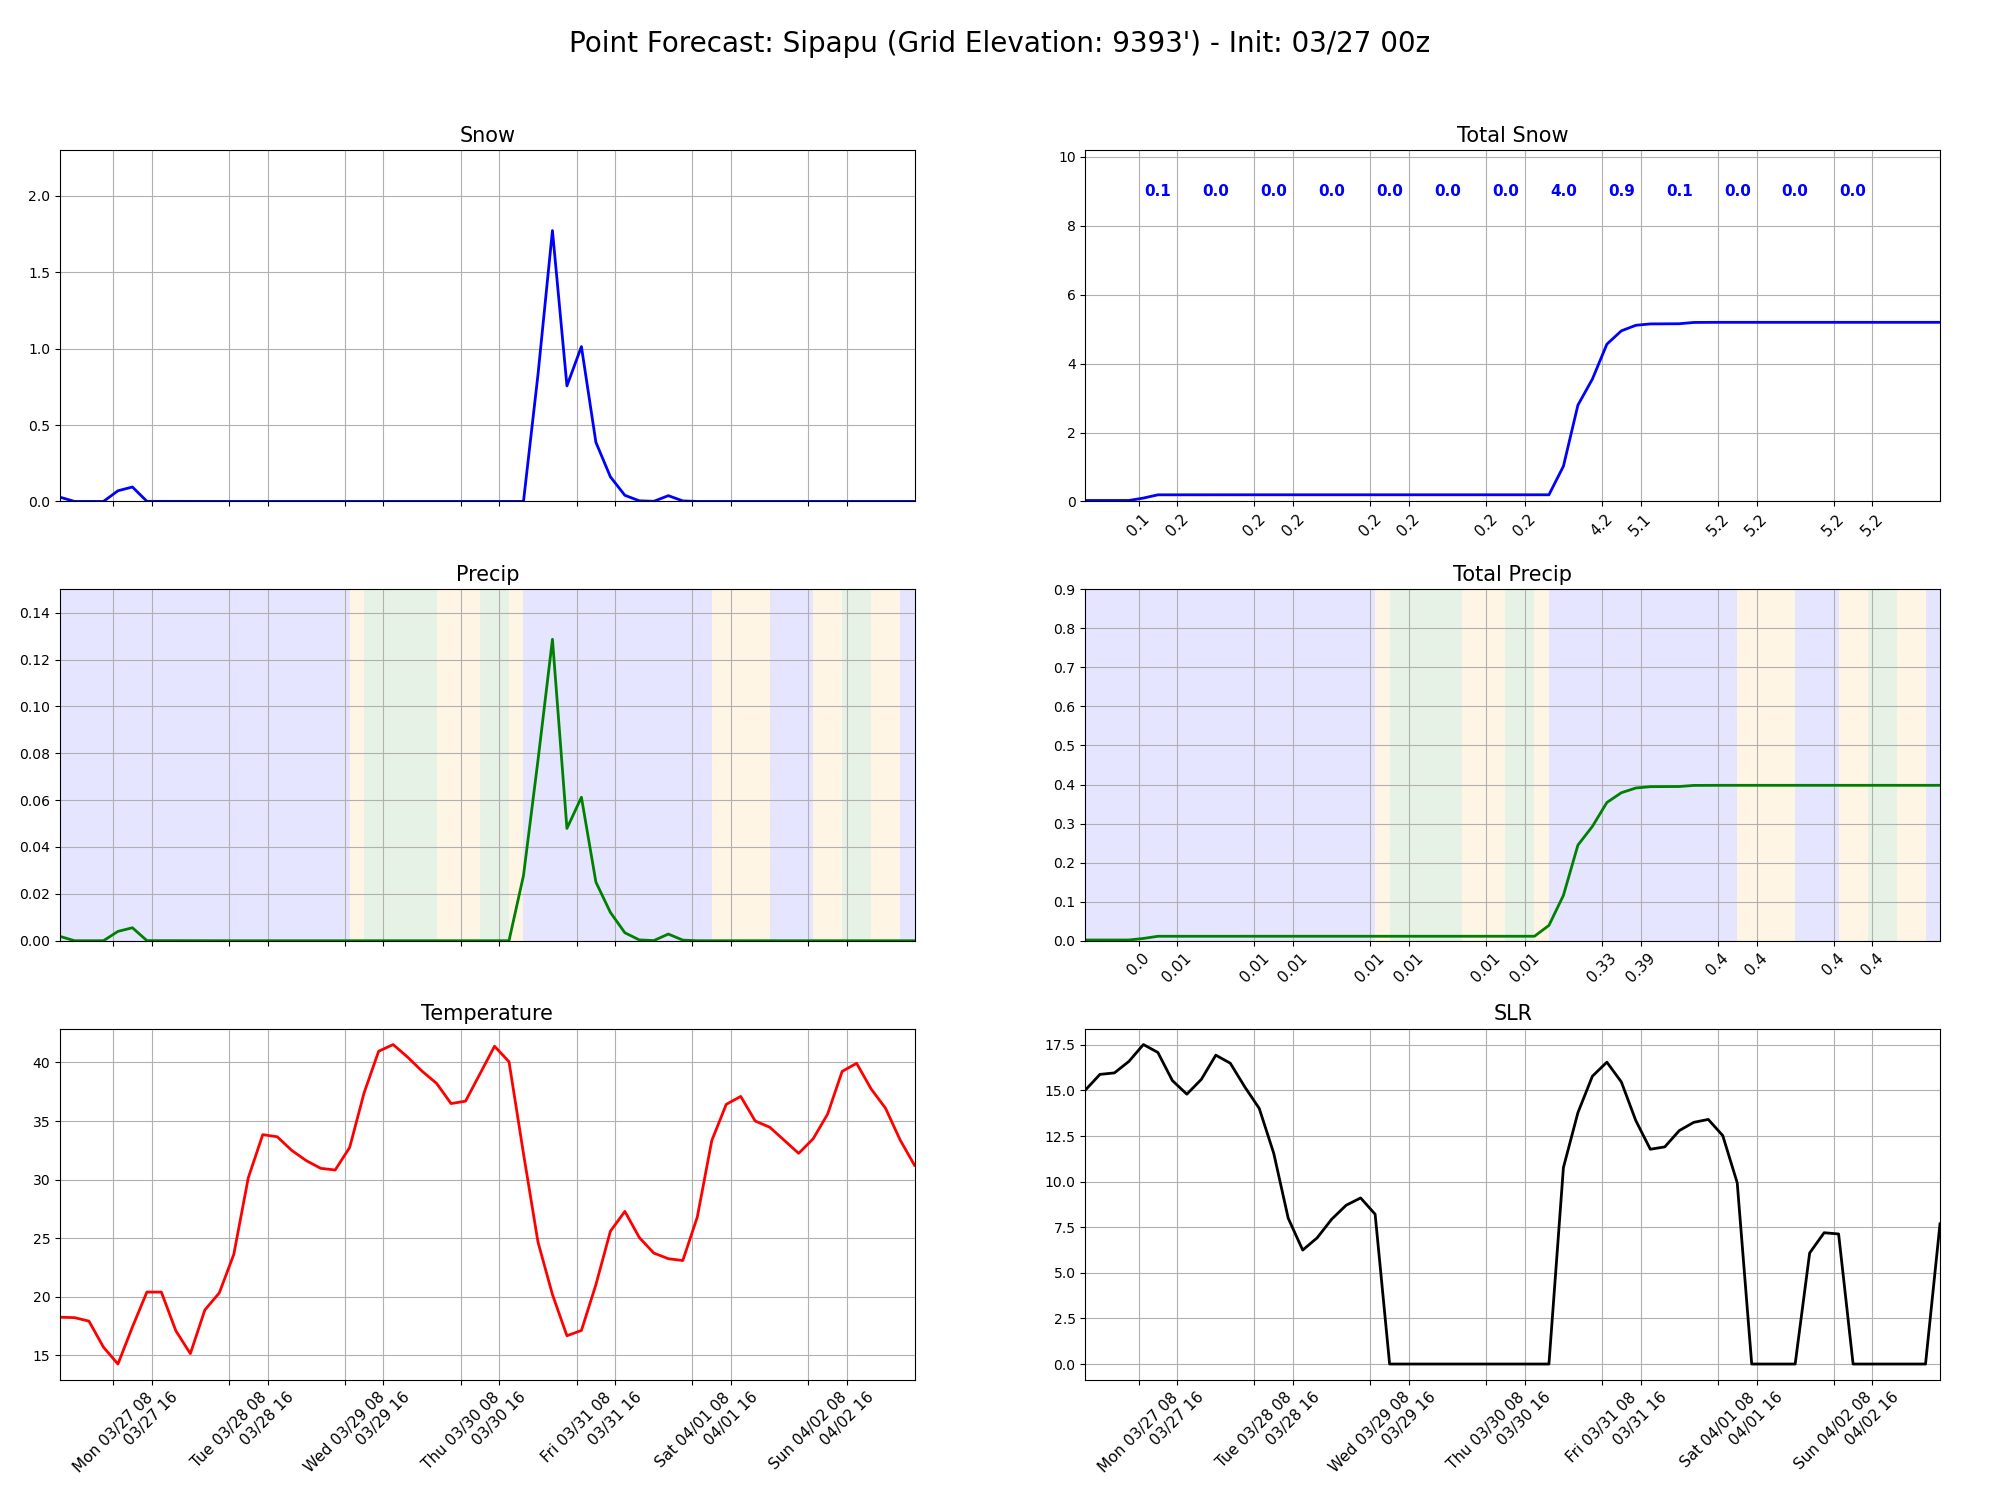 Point Forecast: Sipapu (Grid Elevation: 9393') - Init: 03/27 00z
Snow
2.0
1.5
1.0
0.5
0.0
Total Snow
10
8
6
4
2
0
0.1 0.0 0.0 0.0 0.0 0.0 0.0 4.0 0.9 0.1 0.0 0.0 0.0
0.1 0.2 0.2 0.2 0.2 0.2 0.2 0.2 4.2 5.1 5.2 5.2 5.2 5.2
Precip
0.14
0.12
0.10
0.08
0.06
0.04
0.02
0.00
Total Precip
0.9
0.8
0.7
0.6
0.5
0.4
0.3
0.2
0.1
0.0
0.0 0.01 0.01 0.01 0.01 0.01 0.01 0.01 0.33 0.39 0.4 0.4 0.4 0.4
Temperature
40
35
30
25
20
15
Mon 03/27 08
03/27 16
Tue 03/28 08
03/28 16
Wed 03/29 08
03/29 16
Thu 03/30 08
03/30 16
Fri 03/31 08
03/31 16
Sat 04/01 08
04/01 16
Sun 04/02 08
04/02 16
SLR
17.5
15.0
12.5
10.0
7.5
5.0
2.5
0.0
Mon 03/27 08
03/27 16
Tue 03/28 08
03/28 16
Wed 03/29 08
03/29 16
Thu 03/30 08
03/30 16
Fri 03/31 08
03/31 16
Sat 04/01 08
04/01 16
Sun 04/02 08
04/02 16